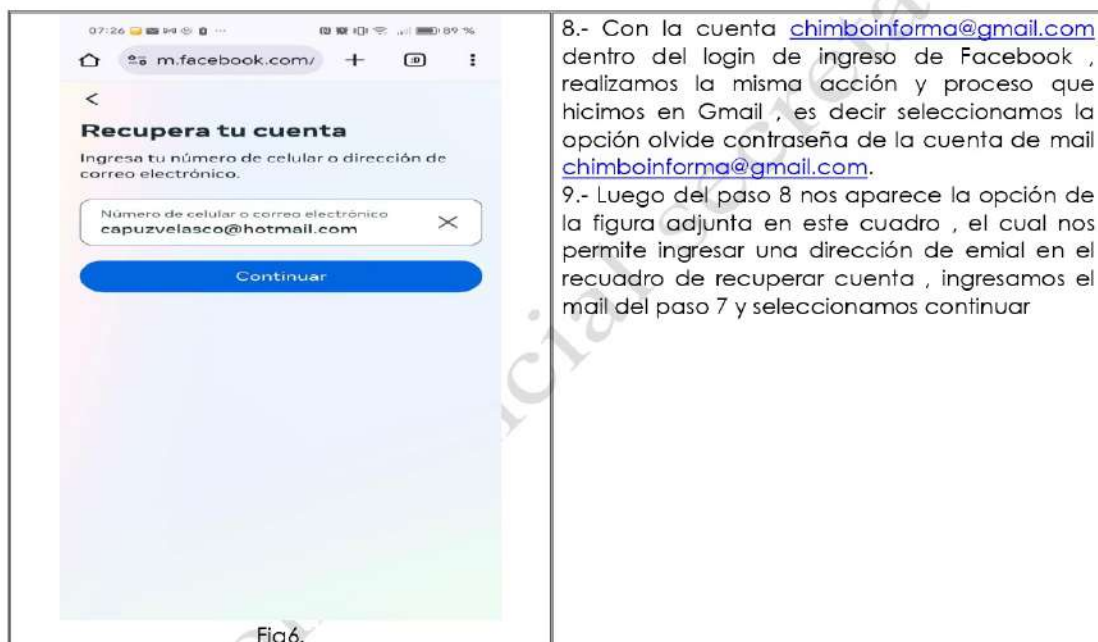 07:26 ... 89 %
m.facebook.com/
Recupera tu cuenta
Ingresa tu número de celular o dirección de
correo electrónico.
Número de celular o correo electrónico
capuzvelasco@hotmail.com
Continuar
Fig6.
8.- Con la cuenta chimboinforma@gmail.com
dentro del login de ingreso de Facebook ,
realizamos la misma acción y proceso que
hicimos en Gmail , es decir seleccionamos la
opción olvide contraseña de la cuenta de mail
chimboinforma@gmail.com.
9.- Luego del paso 8 nos aparece la opción de
la figura adjunta en este cuadro , el cual nos
permite ingresar una dirección de emial en el
recuadro de recuperar cuenta , ingresamos el
mail del paso 7 y seleccionamos continuar